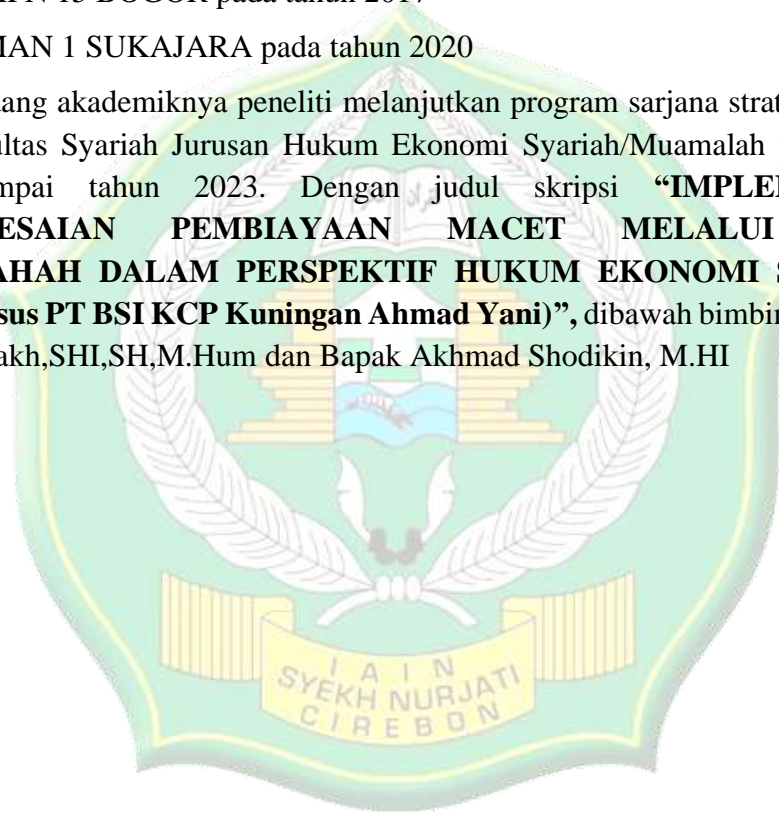 15 BOGOR pada tahun 2017
MAN 1 SUKAJARA pada tahun 2020
ang akademiknya peneliti melanjutkan program sarjana strat
ultas Syariah Jurusan Hukum Ekonomi Syariah/Muamalah
mpai tahun 2023. Dengan judul skripsi “IMPLE
ESAIAN PEMBIAYAAN MACET MELALUI
AHAH DALAM PERSPEKTIF HUKUM EKONOMI S
sus PT BSI KCP Kuningan Ahmad Yani)”, dibawah bimbin
akh,SHI,SH,M.Hum dan Bapak Akhmad Shodikin, M.HI
IAIN
SYEKH NURJATI
CIREBON